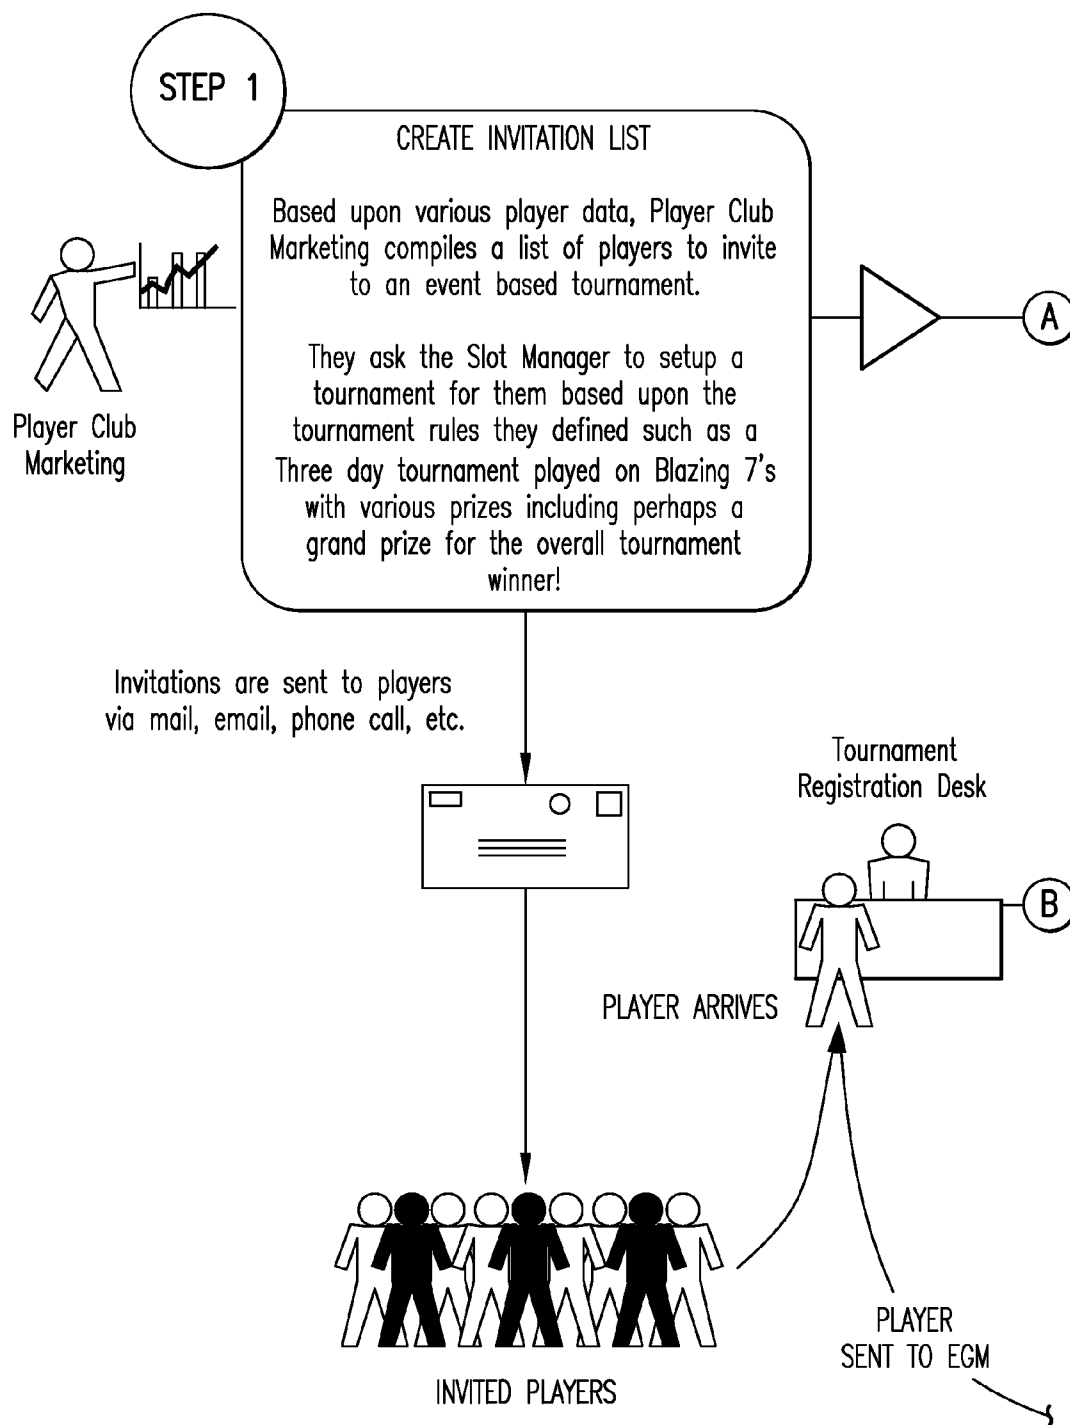 STEP 1
CREATE INVITATION LIST
Based upon various player data, Player Club
Marketing compiles a list of players to invite
to an event based tournament.
They ask the Slot Manager to setup a
tournament for them based upon the
tournament rules they defined such as a
Three day tournament played on Blazing 7's
with various prizes including perhaps a
grand prize for the overall tournament
winner!
Player Club
Marketing
A
Invitations are sent to players
via mail, email, phone call, etc.
Tournament
Registration Desk
B
PLAYER ARRIVES
PLAYER
SENT TO EGM
INVITED PLAYERS